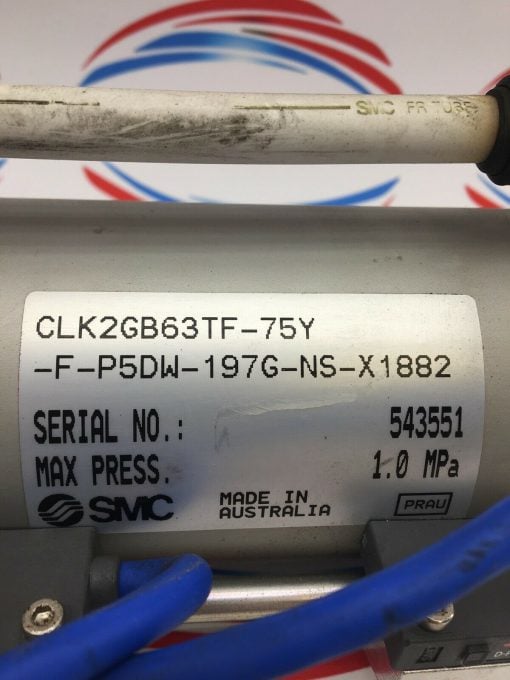 SMC FR TUBE
CLK2GB63TF-75Y
-F-P5DW-197G-NS-X1882
SERIAL NO.: 543551
MAX PRESS. 1.0 MPa
SMC MADE IN AUSTRALIA PRAU